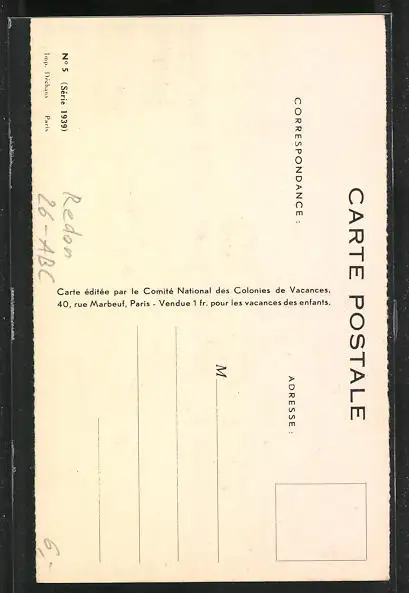 CARTE POSTALE
CORRESPONDANCE :
ADRESSE :
Carte éditée par le Comité National des Colonies de Vacances,
40, rue Marbeuf, Paris - Vendue 1 fr. pour les vacances des enfants.
M
N° 5 (Série 1939)
Imp. Déchaux Paris
Redon
26-ABC
6,-